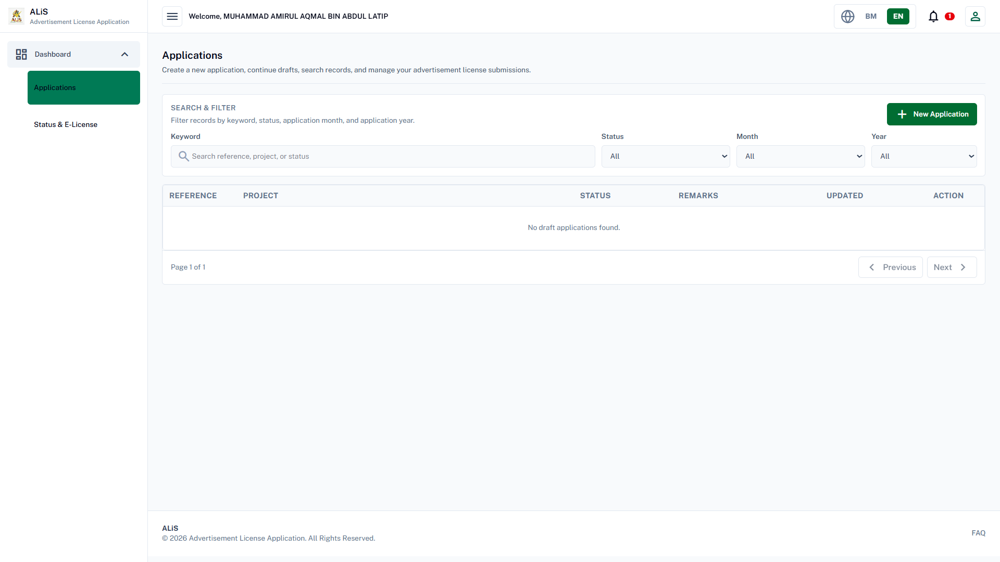 ALiS
Advertisement License Application
Dashboard
Applications
Status & E-License
Welcome, MUHAMMAD AMIRUL AQMAL BIN ABDUL LATIP
BM
EN
1
Applications
Create a new application, continue drafts, search records, and manage your advertisement license submissions.
SEARCH & FILTER
Filter records by keyword, status, application month, and application year.
New Application
Keyword
Status
Month
Year
Search reference, project, or status
All
All
All
REFERENCE
PROJECT
STATUS
REMARKS
UPDATED
ACTION
No draft applications found.
Page 1 of 1
Previous
Next
ALiS
© 2026 Advertisement License Application. All Rights Reserved.
FAQ